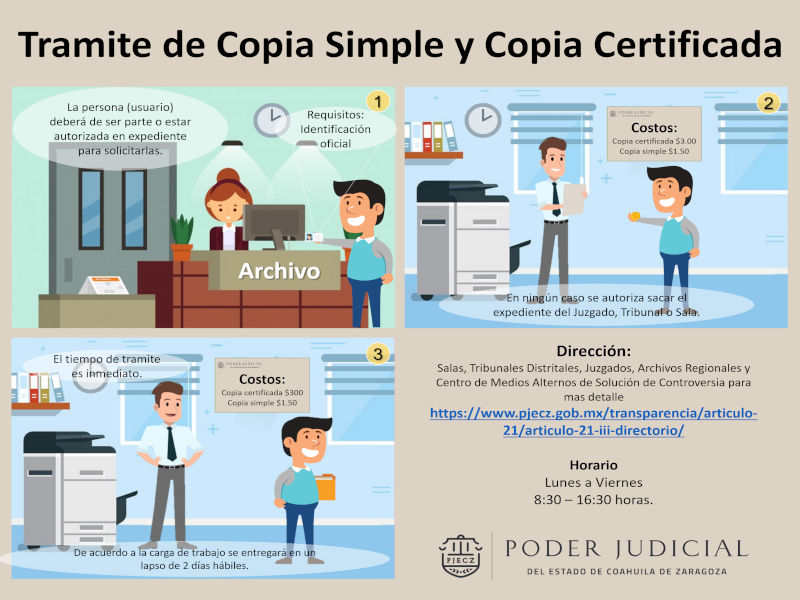 Tramite de Copia Simple y Copia Certificada
1
La persona (usuario)
deberá de ser parte o estar
autorizada en expediente
para solicitarlas.
Requisitos:
Identificación
oficial
Archivo
2
PODER JUDICIAL
Costos:
Copia certificada $3.00
Copia simple $1.50
En ningún caso se autoriza sacar el
expediente del Juzgado, Tribunal o Sala.
3
El tiempo de tramite
es inmediato.
PODER JUDICIAL
Costos:
Copia certificada $300
Copia simple $1.50
De acuerdo a la carga de trabajo se entregará en un
lapso de 2 días hábiles.
Dirección:
Salas, Tribunales Distritales, Juzgados, Archivos Regionales y
Centro de Medios Alternos de Solución de Controversia para
mas detalle
https://www.pjecz.gob.mx/transparencia/articulo-
21/articulo-21-iii-directorio/
Horario
Lunes a Viernes
8:30 – 16:30 horas.
PJECZ
PODER JUDICIAL
DEL ESTADO DE COAHUILA DE ZARAGOZA